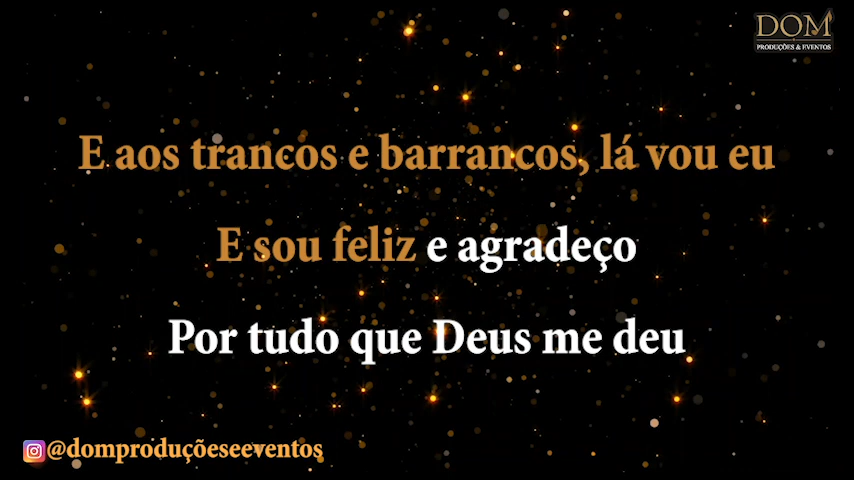 DOM
PRODUÇÕES & EVENTOS
E aos trancos e barrancos, lá vou eu
E sou feliz e agradeço
Por tudo que Deus me deu
@domproduçõeseeventos